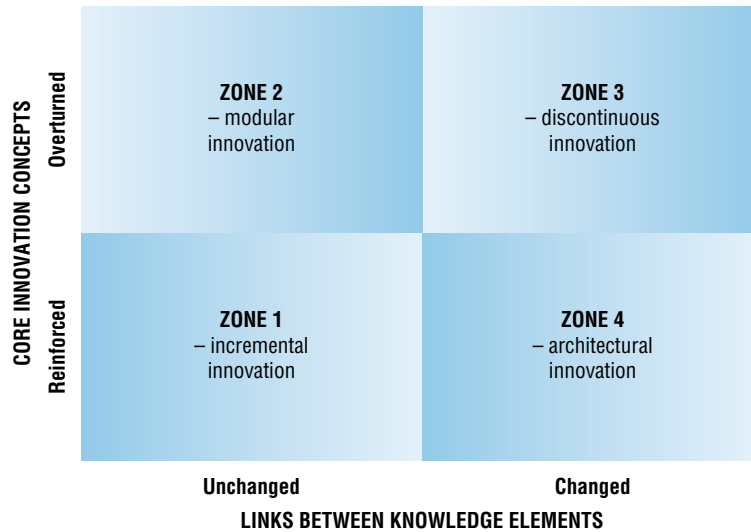 CORE INNOVATION CONCEPTS
Overturned
Reinforced
ZONE 2
– modular
innovation
ZONE 3
– discontinuous
innovation
ZONE 1
– incremental
innovation
ZONE 4
– architectural
innovation
Unchanged
Changed
LINKS BETWEEN KNOWLEDGE ELEMENTS